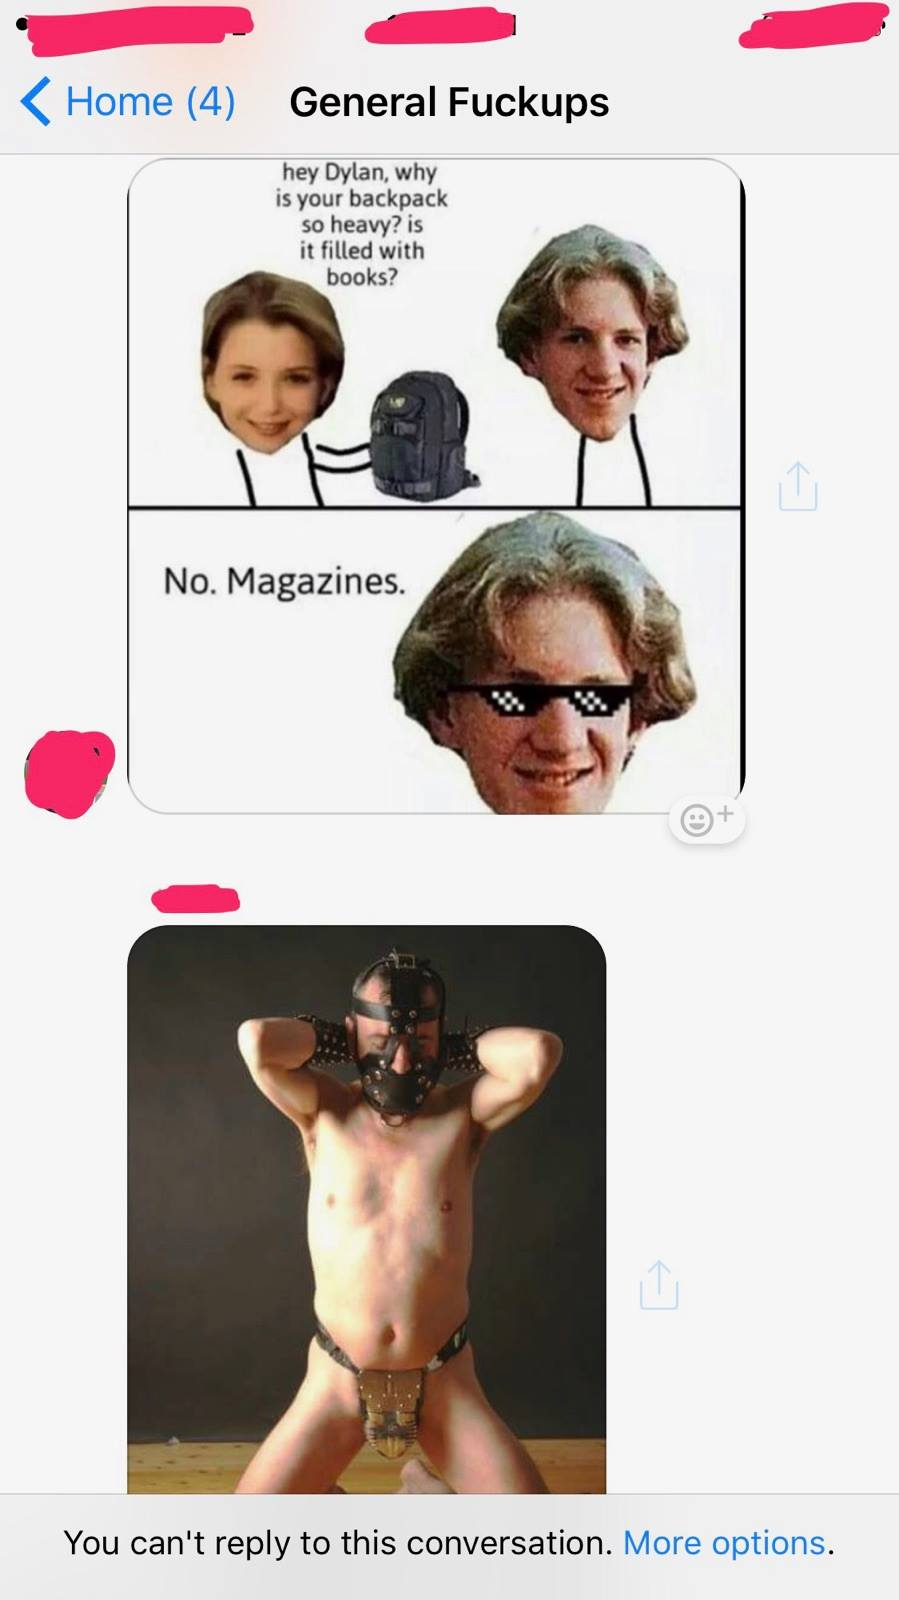 Home (4) General Fuckups
hey Dylan, why
is your backpack
so heavy? is
it filled with
books?
No. Magazines.
You can't reply to this conversation. More options.